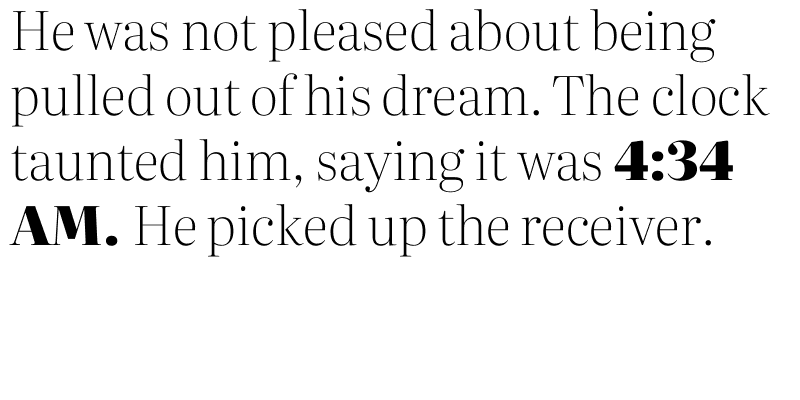 He was not pleased about being
pulled out of his dream. The clock
taunted him, saying it was 4:34
AM. He picked up the receiver.